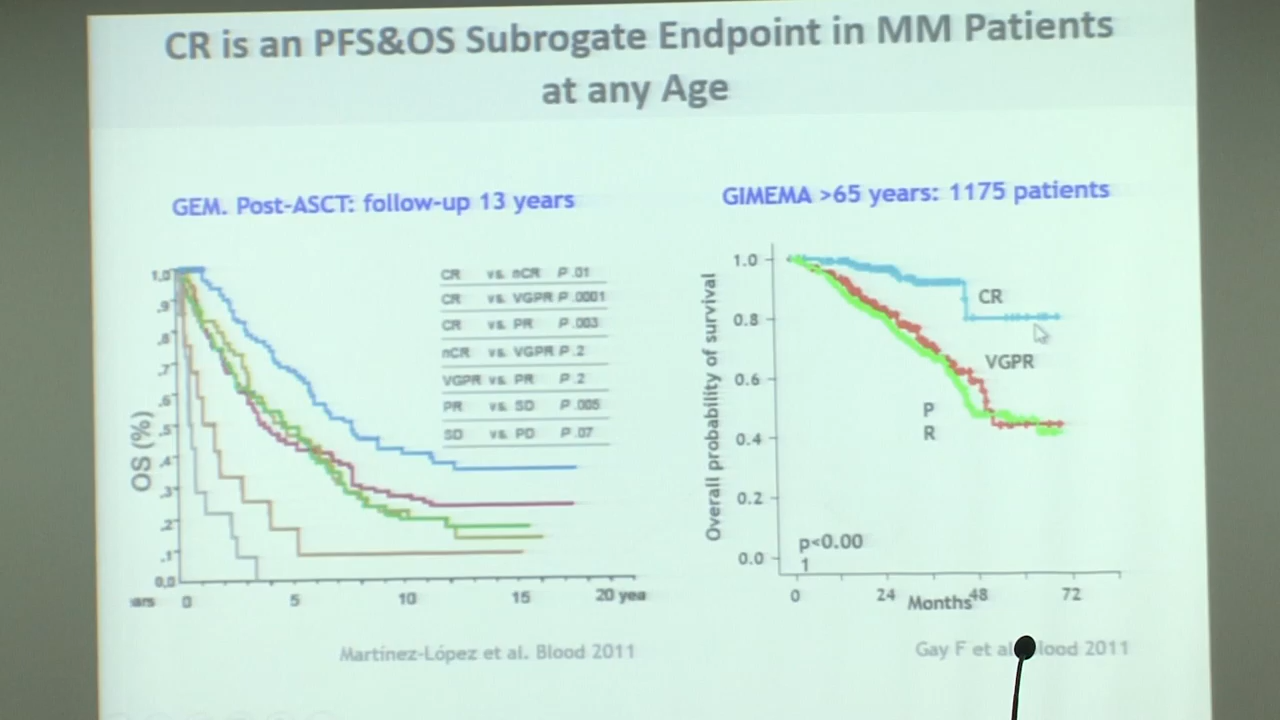 CR is an PFS&OS Subrogate Endpoint in MM Patients
at any Age
GEM. Post-ASCT: follow-up 13 years
OS (%)
1,0
,9
,8
,7
,6
,5
,4
,3
,2
,1
0,0
CR vs. nCR P .01
CR vs. VGPR P .0001
CR vs. PR P .003
nCR vs. VGPR P .2
VGPR vs. PR P .2
PR vs. SD P .005
SD vs. PD P .07
ars 0 5 10 15 20 yea
Martínez-López et al. Blood 2011
GIMEMA >65 years: 1175 patients
Overall probability of survival
1.0
0.8
0.6
0.4
0.2
0.0
CR
VGPR
P
R
p<0.00
1
0 24 Months 48 72
Gay F et al lood 2011